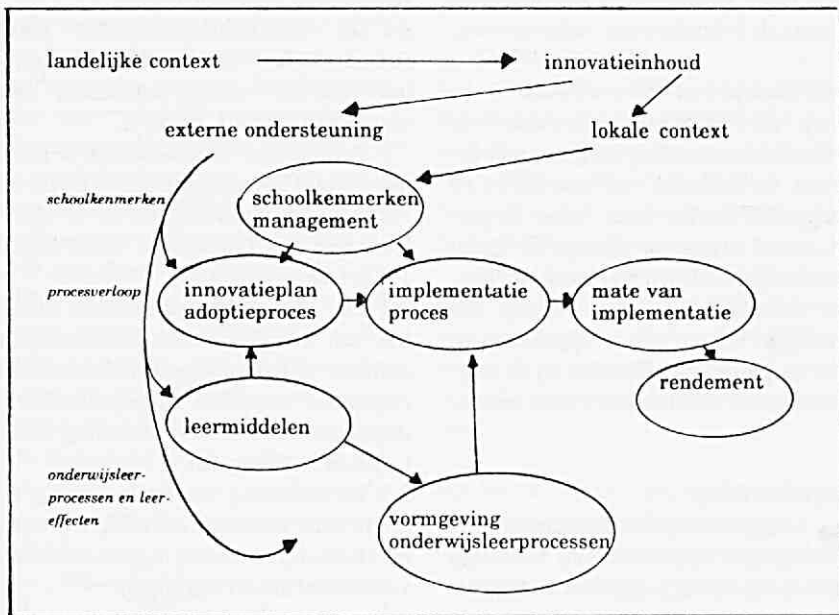 landelijke context
innovatieinhoud
externe ondersteuning
lokale context
schoolkenmerken
schoolkenmerken
management
procesverloop
innovatieplan
adoptieproces
implementatie
proces
mate van
implementatie
rendement
leermiddelen
onderwijsleer-
processen en leer-
effecten
vormgeving
onderwijsleerprocessen